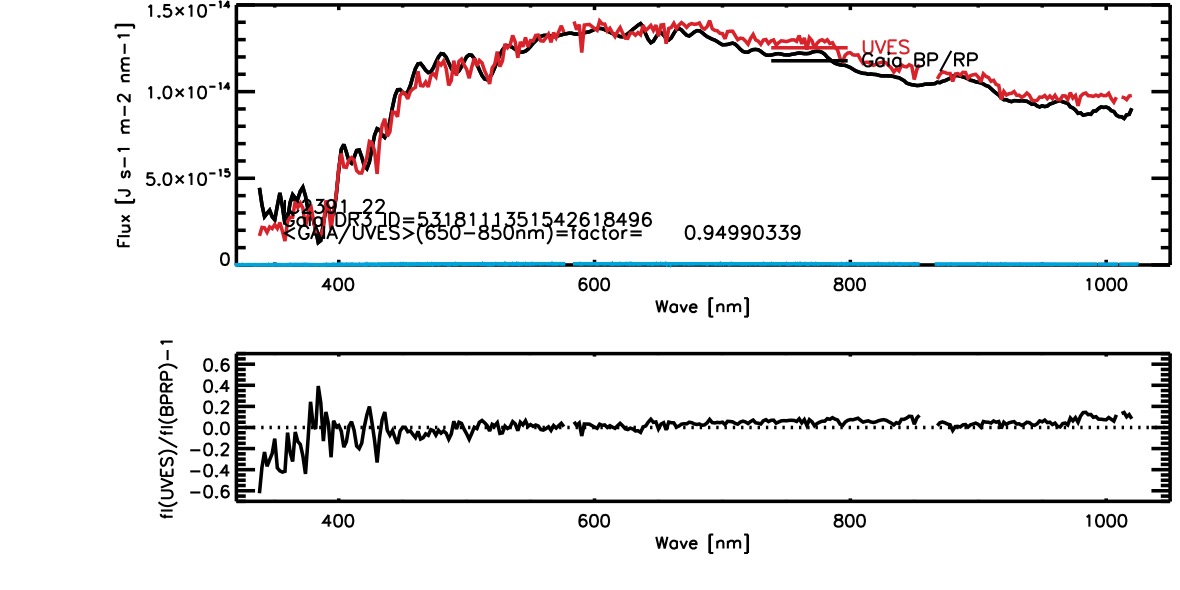 1.5×10−14
UVES
Gaia BP/RP
1.0×10−14
5.0×10−15
Flux [J s−1 m−2 nm−1]
2391_22
Gaia DR3 ID=5318111351542618496
<GAIA/UVES>(650−850nm)=factor= 0.94990339
0
400 600 800 1000
Wave [nm]
fl(UVES)/fl(BPRP)−1
0.6
0.4
0.2
0.0
−0.2
−0.4
−0.6
400 600 800 1000
Wave [nm]